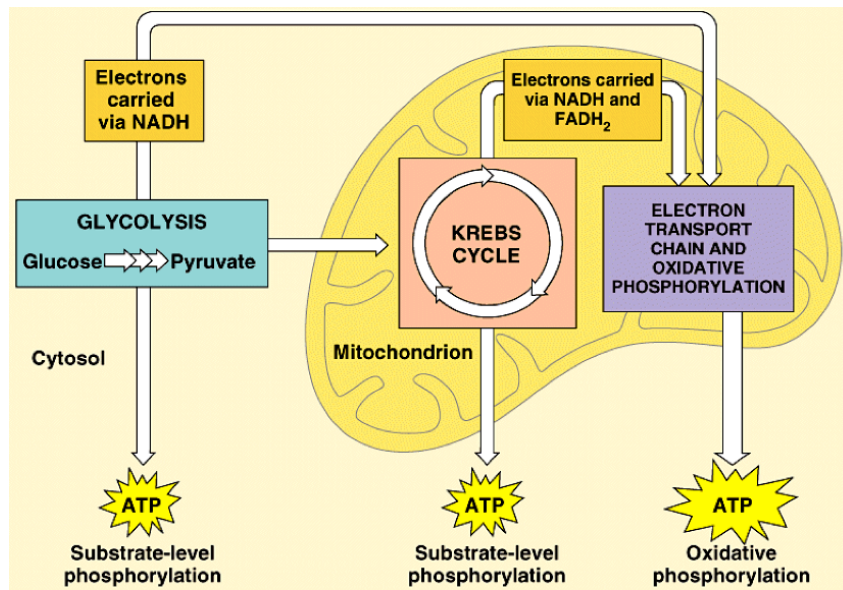 Electrons
carried
via NADH
Electrons carried
via NADH and
FADH₂
GLYCOLYSIS
Glucose Pyruvate
KREBS
CYCLE
ELECTRON
TRANSPORT
CHAIN AND
OXIDATIVE
PHOSPHORYLATION
Cytosol
Mitochondrion
ATP
Substrate-level
phosphorylation
ATP
Substrate-level
phosphorylation
ATP
Oxidative
phosphorylation